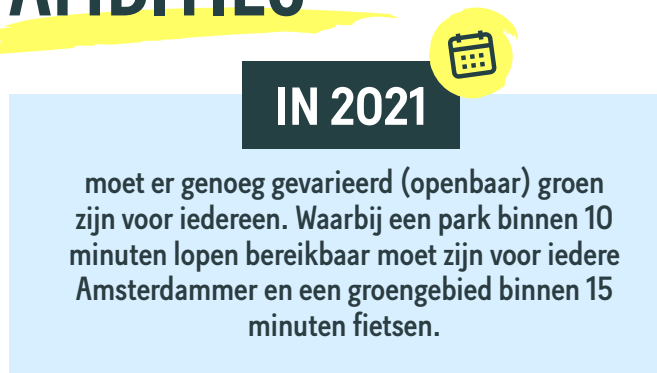 AMBITIES
IN 2021
moet er genoeg gevarieerd (openbaar) groen
zijn voor iedereen. Waarbij een park binnen 10
minuten lopen bereikbaar moet zijn voor iedere
Amsterdammer en een groengebied binnen 15
minuten fietsen.